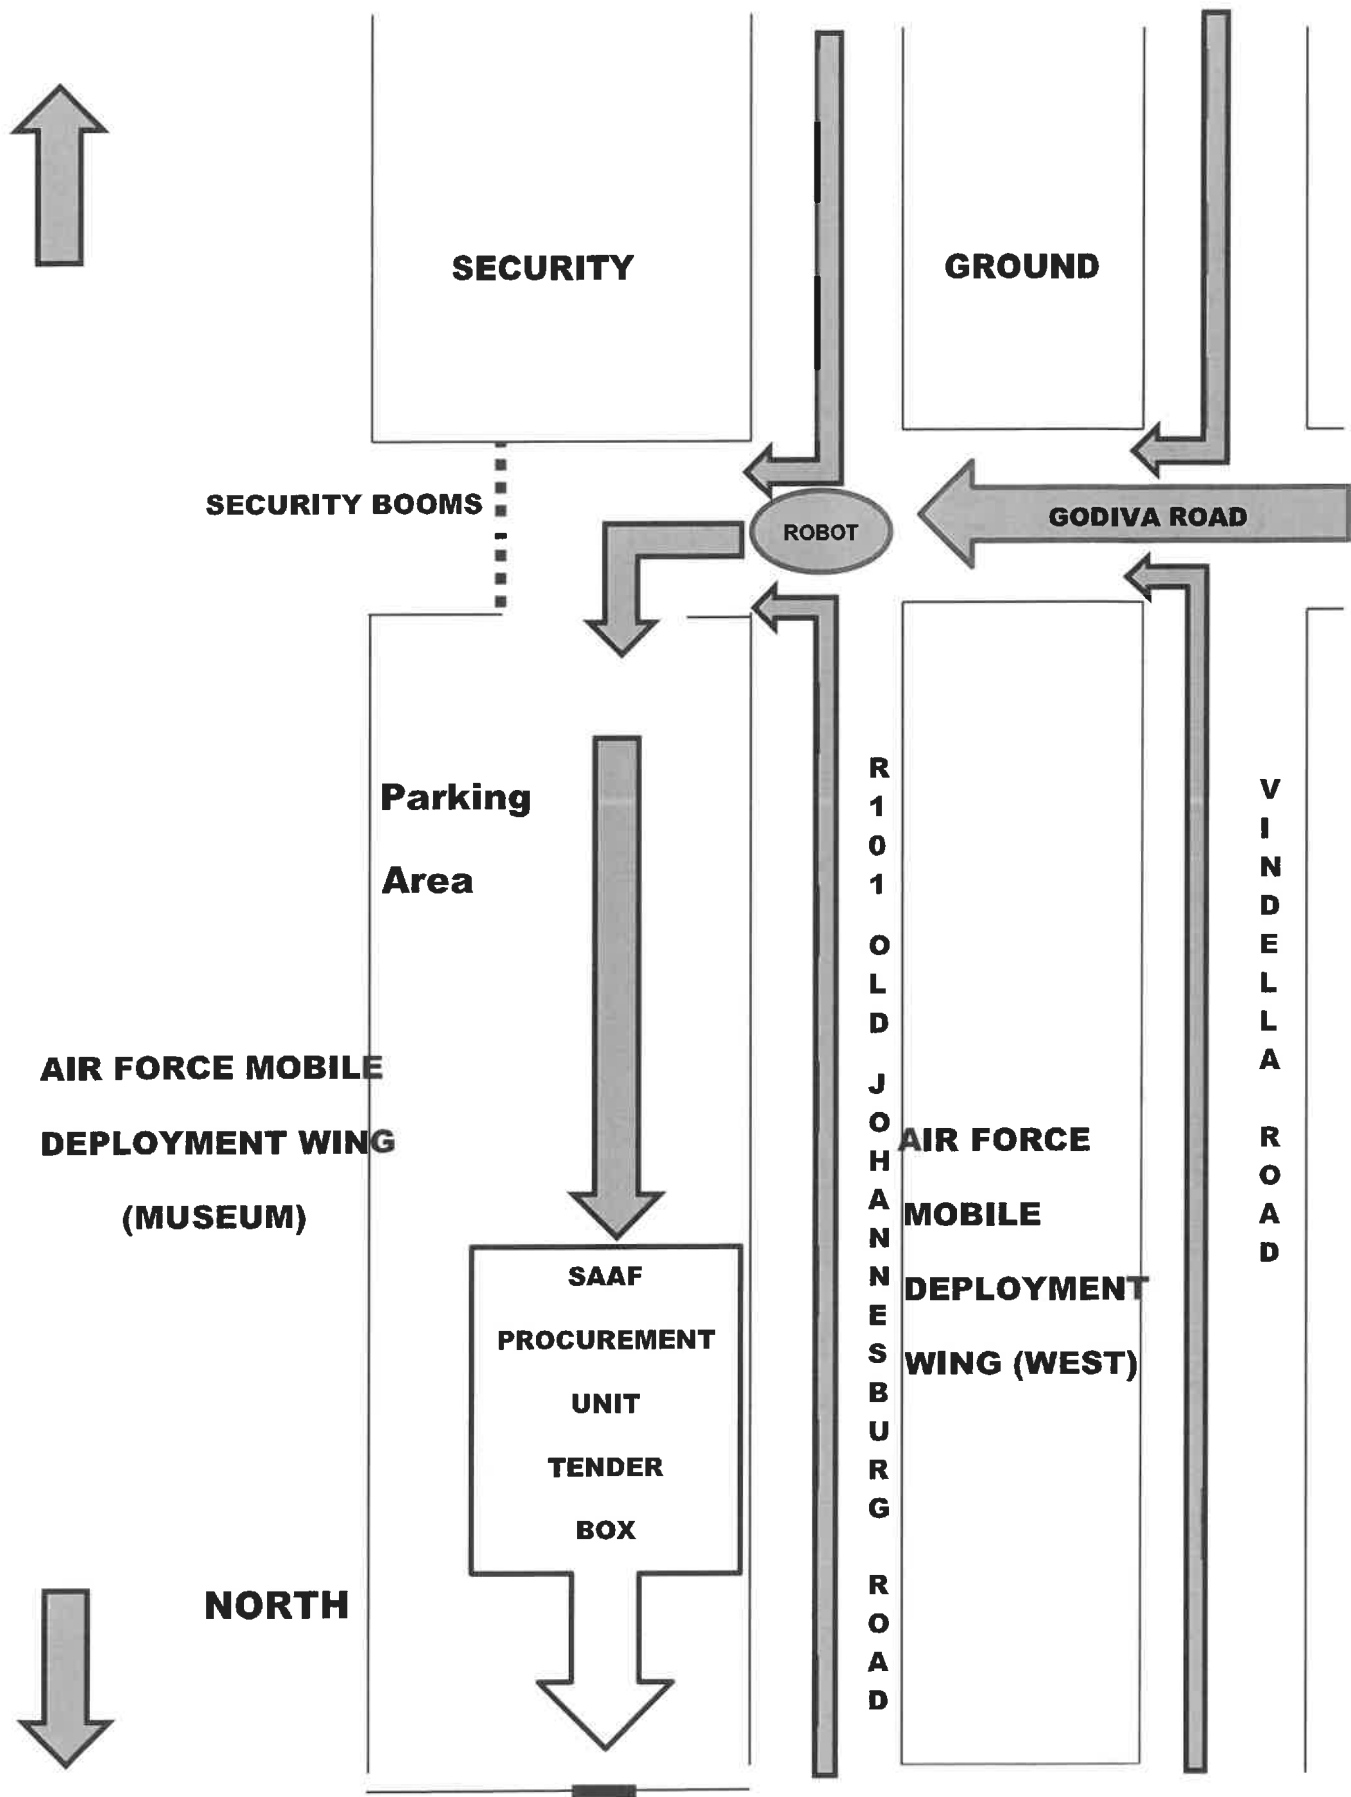 SECURITY
GROUND
SECURITY BOOMS
ROBOT
GODIVA ROAD
Parking
Area
R101 OLD JOHANNESBURG ROAD
VINDELLA ROAD
AIR FORCE MOBILE
DEPLOYMENT WING
(MUSEUM)
AIR FORCE
MOBILE
DEPLOYMENT
WING (WEST)
SAAF
PROCUREMENT
UNIT
TENDER
BOX
NORTH